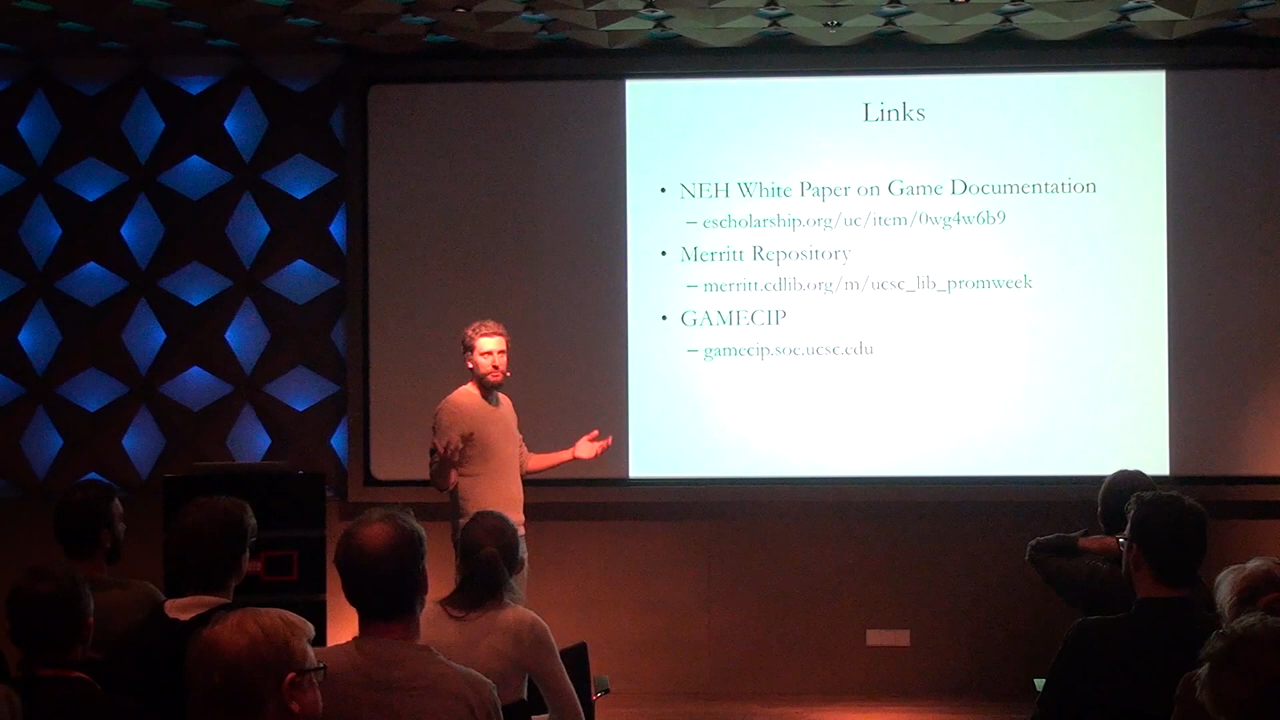 Links
• NEH White Paper on Game Documentation
– escholarship.org/uc/item/0wg4w6b9
• Merritt Repository
– merritt.cdlib.org/m/ucsc_lib_promweek
• GAMECIP
– gamecip.soe.ucsc.edu